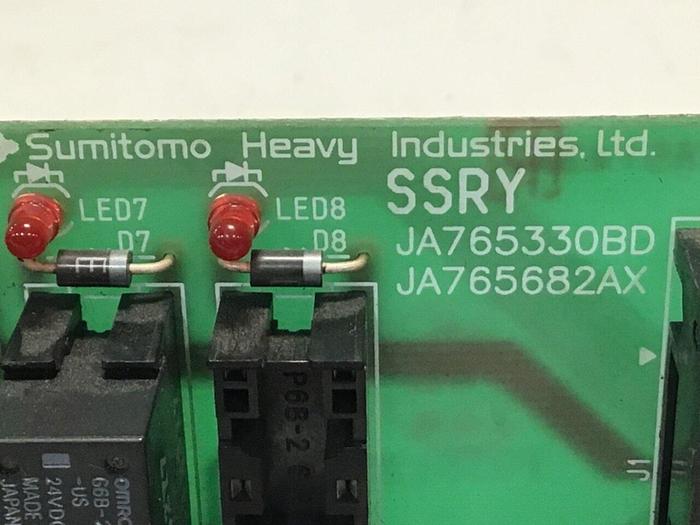 Sumitomo Heavy Industries, Ltd.
SSRY
LED7
LED8
D7
D8
JA765330BD
JA765682AX
P6B-2
J1
OMRO
G6B-2
-US
24VDC
MADE
JAPAN